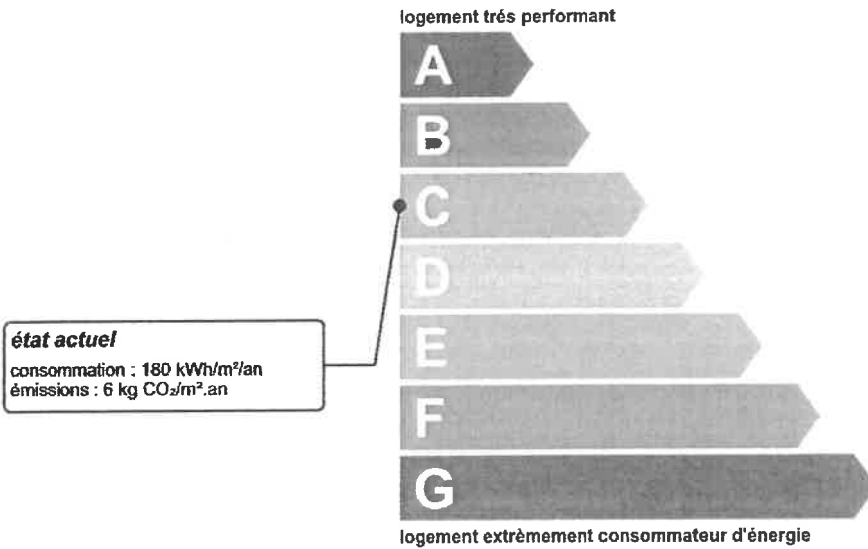 logement trés performant
A
B
C
D
E
F
G
état actuel
consommation : 180 kWh/m²/an
émissions : 6 kg CO₂/m².an
logement extrèmement consommateur d'énergie